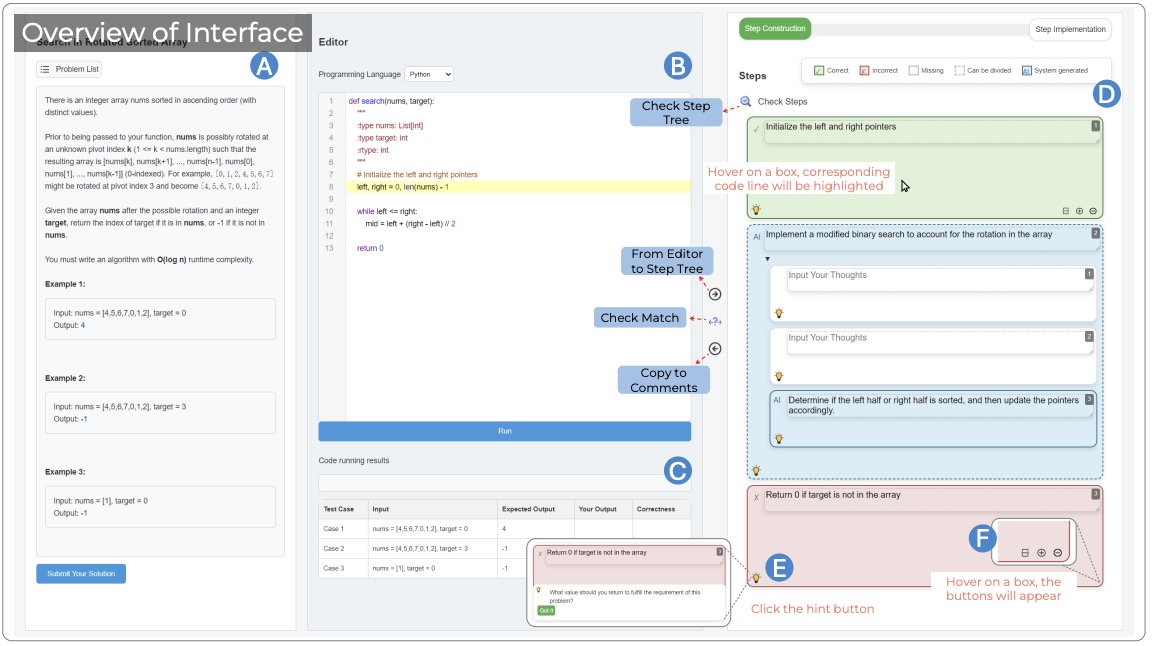 Overview of Interface
Search in Rotated Sorted Array
Problem List
A
There is an integer array nums sorted in ascending order (with
distinct values).
Prior to being passed to your function, nums is possibly rotated at
an unknown pivot index k (1 <= k < nums.length) such that the
resulting array is [nums[k], nums[k+1], ..., nums[n-1], nums[0],
nums[1], ..., nums[k-1]] (0-indexed). For example, [0, 1, 2, 4, 5, 6, 7]
might be rotated at pivot index 3 and become [4, 5, 6, 7, 0, 1, 2].
Given the array nums after the possible rotation and an integer
target, return the index of target if it is in nums, or -1 if it is not in
nums.
You must write an algorithm with O(log n) runtime complexity.
Example 1:
Input: nums = [4,5,6,7,0,1,2], target = 0
Output: 4
Example 2:
Input: nums = [4,5,6,7,0,1,2], target = 3
Output: -1
Example 3:
Input: nums = [1], target = 0
Output: -1
Submit Your Solution
Editor
B
Programming Language Python
1 def search(nums, target):
2 """
3 :type nums: List[int]
4 :type target: int
5 :rtype: int
6 """
7 # Initialize the left and right pointers
8 left, right = 0, len(nums) - 1
9
10 while left <= right:
11 mid = left + (right - left) // 2
12
13 return 0
Run
Code running results
C
Test Case Input Expected Output Your Output Correctness
Case 1 nums = [4,5,6,7,0,1,2], target = 0 4
Case 2 nums = [4,5,6,7,0,1,2], target = 3 -1
Case 3 nums = [1], target = 0 -1
X Return 0 if target is not in the array 3
What value should you return to fulfill the requirement of this
problem?
Got it
Check Step
Tree
From Editor
to Step Tree
Check Match
?
Copy to
Comments
Step Construction
Step Implementation
Steps
Correct Incorrect Missing Can be divided AI System generated
D
Check Steps
Initialize the left and right pointers 1
Hover on a box, corresponding
code line will be highlighted
AI Implement a modified binary search to account for the rotation in the array 2
Input Your Thoughts 1
Input Your Thoughts 2
AI Determine if the left half or right half is sorted, and then update the pointers 3
accordingly.
X Return 0 if target is not in the array 3
E
F
Click the hint button
Hover on a box, the
buttons will appear